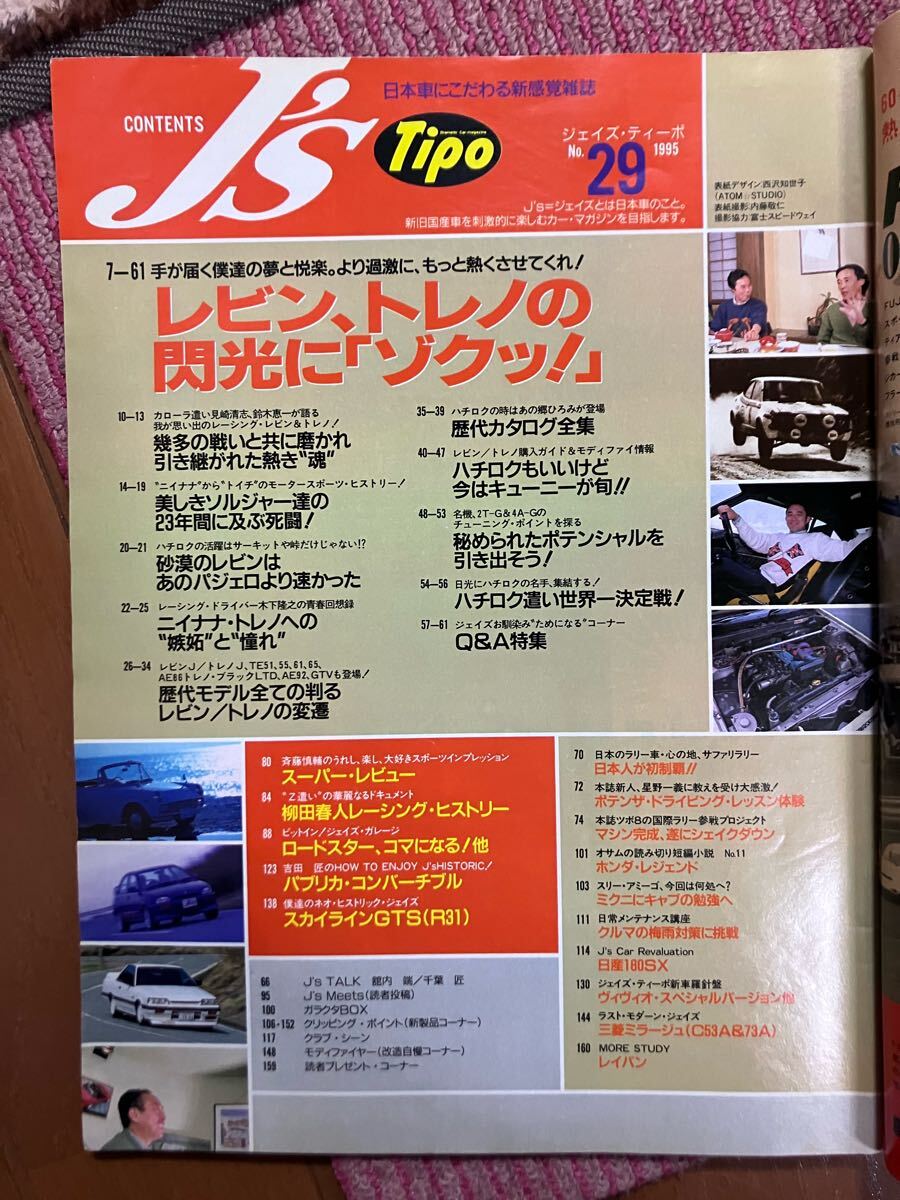 CONTENTS
J's
日本車にこだわる新感覚雑誌
Dramatic Car-magazine
Tipo
ジェイズ・ティーポ
No. 29 1995
J's=ジェイズとは日本車のこと。
新旧国産車を刺激的に楽しむカー・マガジンを目指します。
表紙デザイン:西沢知世子
(ATOM☆STUDIO)
表紙撮影:内藤敬仁
撮影協力:富士スピードウェイ
7—61 手が届く僕達の夢と悦楽。より過激に、もっと熱くさせてくれ!
レビン、トレノの
閃光に「ゾクッ!」
10—13 カローラ遣い見崎清志、鈴木恵一が語る
我が思い出のレーシング・レビン&トレノ!
幾多の戦いと共に磨かれ
引き継がれた熱き“魂”
14—19 “ニイナナ”から“トイチ”のモータースポーツ・ヒストリー!
美しきソルジャー達の
23年間に及ぶ死闘!
20—21 ハチロクの活躍はサーキットや峠だけじゃない!?
砂漠のレビンは
あのパジェロより速かった
22—25 レーシング・ドライバー木下隆之の青春回想録
ニイナナ・トレノへの
“嫉妬”と“憧れ”
26—34 レビンJ/トレノJ、TE51、55、61、65、
AE86トレノ・ブラックLTD、AE92、GTVも登場!
歴代モデル全ての判る
レビン/トレノの変遷
35—39 ハチロクの時はあの郷ひろみが登場
歴代カタログ全集
40—47 レビン/トレノ購入ガイド&モディファイ情報
ハチロクもいいけど
今はキューニーが旬!!
48—53 名機、2T-G&4A-Gの
チューニング・ポイントを探る
秘められたポテンシャルを
引き出そう!
54—56 日光にハチロクの名手、集結する!
ハチロク遣い世界一決定戦!
57—61 ジェイズお馴染み“ためになる”コーナー
Q&A特集
80 斉藤慎輔のうれし、楽し、大好きスポーツインプレッション
スーパー・レビュー
84 “Z遣い”の華麗なるドキュメント
柳田春人レーシング・ヒストリー
88 ピットイン/ジェイズ・ガレージ
ロードスター、コマになる!他
123 吉田 匠のHOW TO ENJOY J'sHISTORIC!
パブリカ・コンバーチブル
138 僕達のネオ・ヒストリック・ジェイズ
スカイラインGTS(R31)
66 J's TALK 舘内 端/千葉 匠
95 J's Meets(読者投稿)
100 ガラクタBOX
106・152 クリッピング・ポイント(新製品コーナー)
117 クラブ・シーン
148 モディファイヤー(改造自慢コーナー)
159 読者プレゼント・コーナー
70 日本のラリー車・心の地、サファリラリー
日本人が初制覇!!
72 本誌新人、星野一義に教えを受け大感激!
ポテンザ・ドライビング・レッスン体験
74 本誌ツボBの国際ラリー参戦プロジェクト
マシン完成、遂にシェイクダウン
101 オサムの読み切り短編小説 No.11
ホンダ・レジェンド
103 スリー・アミーゴ、今回は何処へ?
ミクニにキャブの勉強へ
111 日常メンテナンス講座
クルマの梅雨対策に挑戦
114 J's Car Revaluation
日産180SX
130 ジェイズ・ティーポ新車羅針盤
ヴィヴィオ・スペシャルバージョン他
144 ラスト・モダーン・ジェイズ
三菱ミラージュ(C53A&73A)
160 MORE STUDY
レイバン